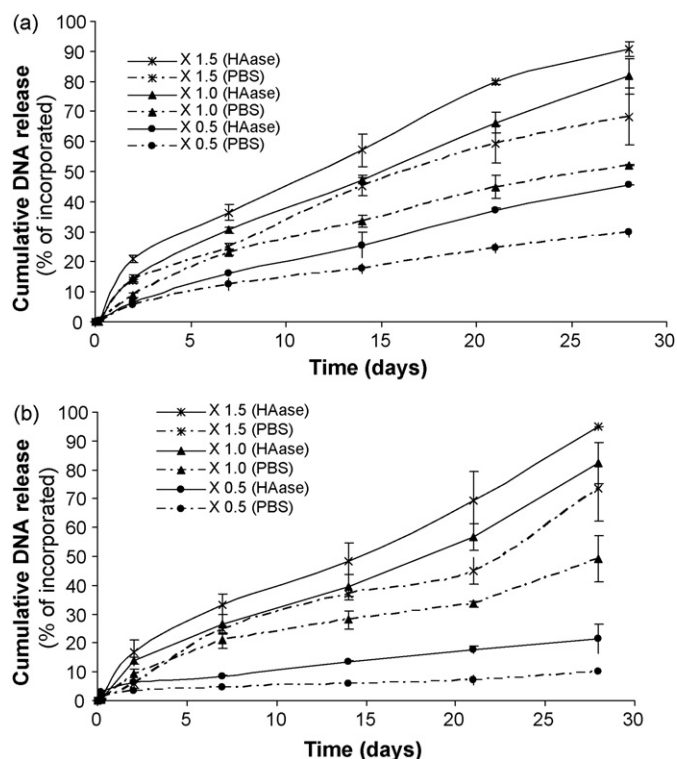 (a)
Cumulative DNA release
(% of incorporated)
100
90
80
70
60
50
40
30
20
10
0
X 1.5 (HAase)
X 1.5 (PBS)
X 1.0 (HAase)
X 1.0 (PBS)
X 0.5 (HAase)
X 0.5 (PBS)
0 5 10 15 20 25 30
Time (days)
(b)
Cumulative DNA release
(% of incorporated)
100
90
80
70
60
50
40
30
20
10
0
X 1.5 (HAase)
X 1.5 (PBS)
X 1.0 (HAase)
X 1.0 (PBS)
X 0.5 (HAase)
X 0.5 (PBS)
0 5 10 15 20 25 30
Time (days)